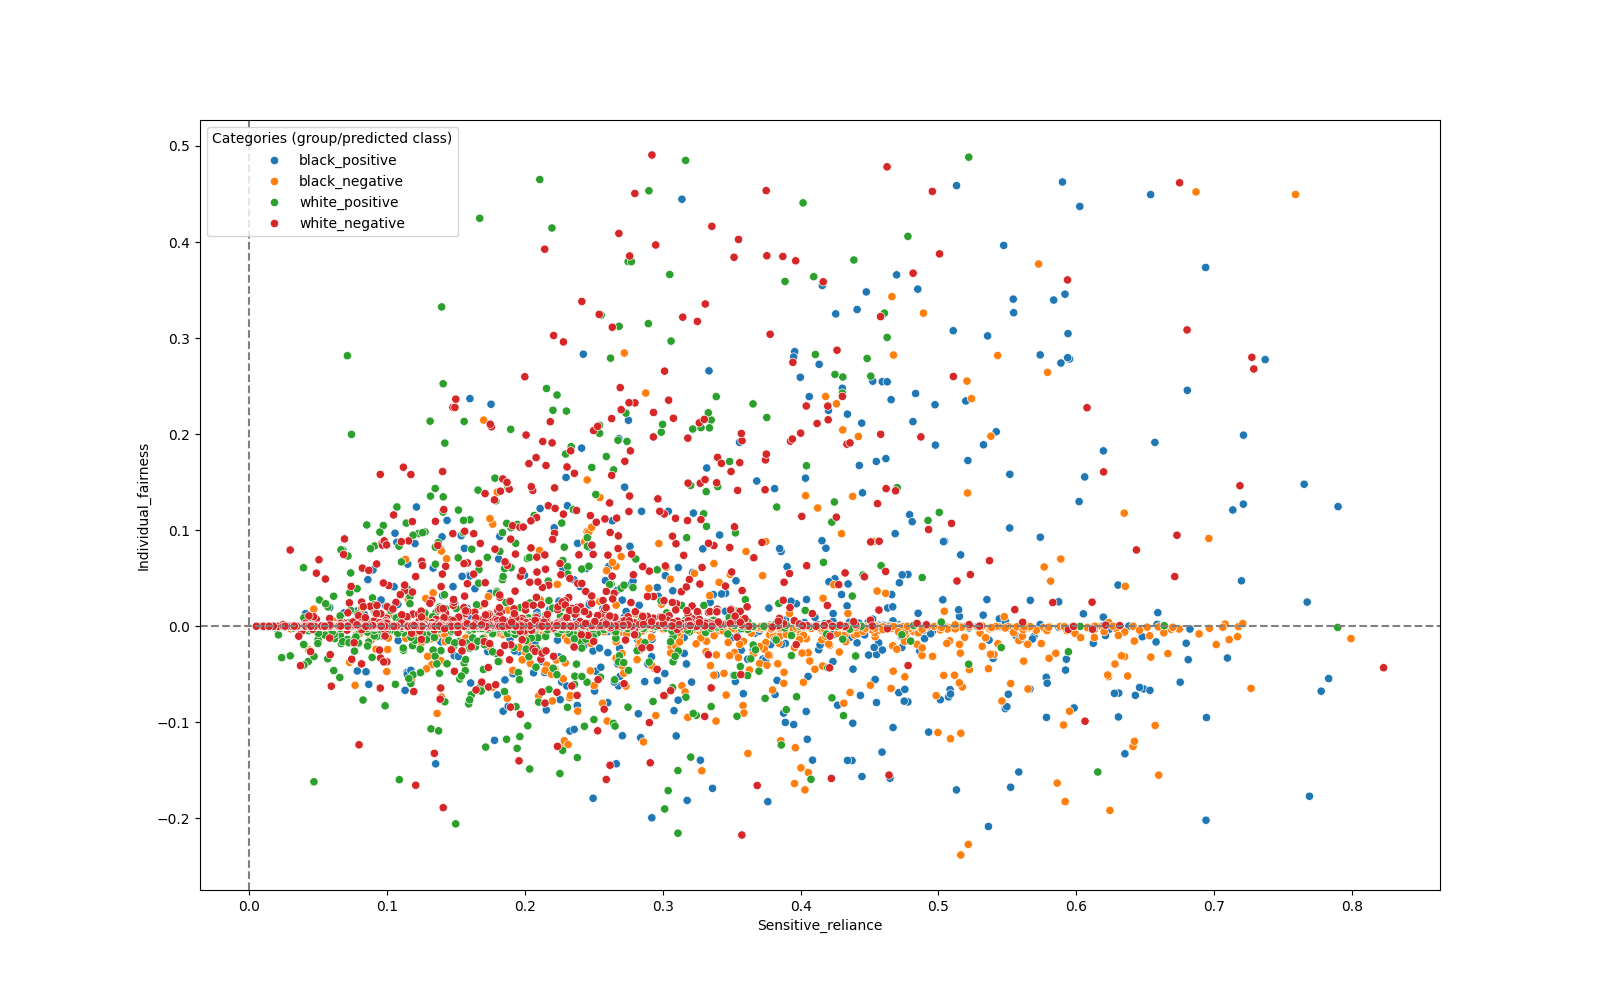 Categories (group/predicted class)
black_positive
black_negative
white_positive
white_negative
0.5
0.4
0.3
0.2
0.1
0.0
−0.1
−0.2
Individual_fairness
0.0 0.1 0.2 0.3 0.4 0.5 0.6 0.7 0.8
Sensitive_reliance